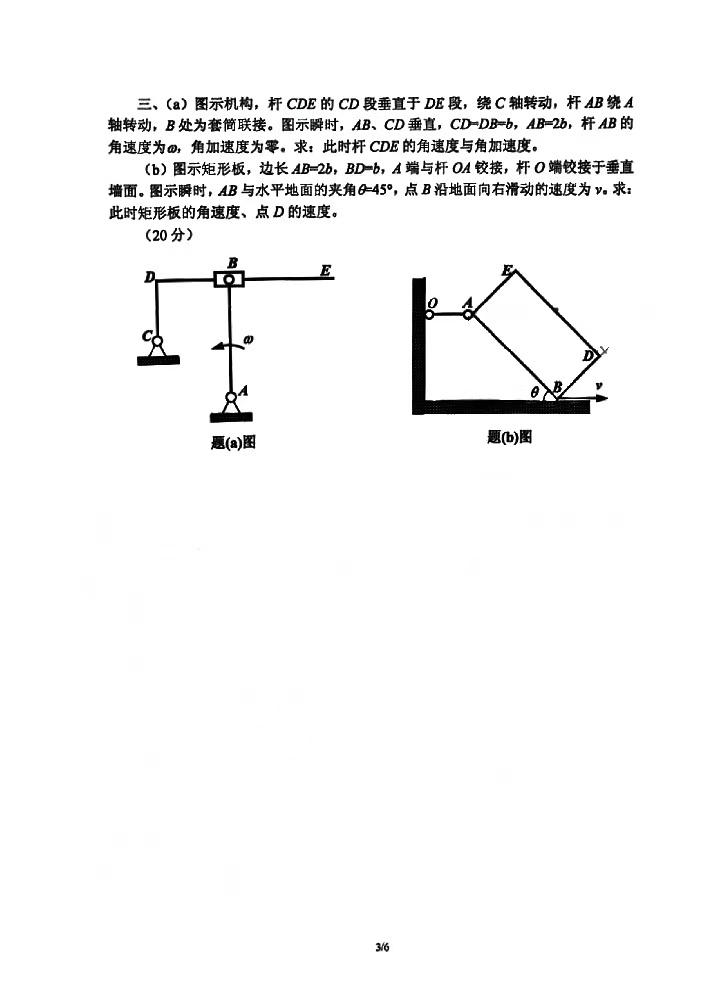 三、（a）图示机构，杆 CDE 的 CD 段垂直于 DE 段，绕 C 轴转动，杆 AB 绕 A
轴转动，B 处为套筒联接。图示瞬时，AB、CD 垂直，CD=DB=b，AB=2b，杆 AB 的
角速度为ω，角加速度为零。求：此时杆 CDE 的角速度与角加速度。
（b）图示矩形板，边长 AB=2b，BD=b，A 端与杆 OA 铰接，杆 O 端铰接于垂直
墙面。图示瞬时，AB 与水平地面的夹角θ=45°，点 B 沿地面向右滑动的速度为 v。求：
此时矩形板的角速度、点 D 的速度。
（20 分）
D B E
C ω
A
题(a)图
E
O A
D
θ B v
题(b)图
3/6